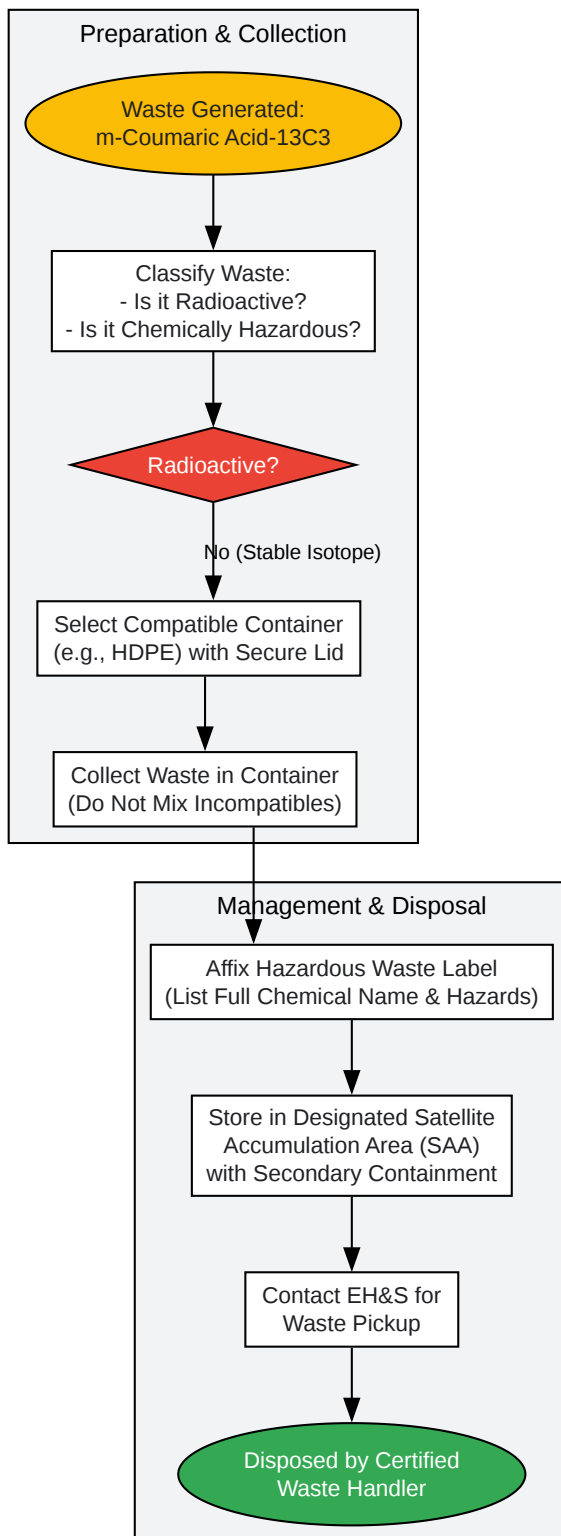 Preparation & Collection
Waste Generated:
m-Coumaric Acid-13C3
Classify Waste:
- Is it Radioactive?
- Is it Chemically Hazardous?
Radioactive?
No (Stable Isotope)
Select Compatible Container
(e.g., HDPE) with Secure Lid
Collect Waste in Container
(Do Not Mix Incompatibles)
Management & Disposal
Affix Hazardous Waste Label
(List Full Chemical Name & Hazards)
Store in Designated Satellite
Accumulation Area (SAA)
with Secondary Containment
Contact EH&S for
Waste Pickup
Disposed by Certified
Waste Handler